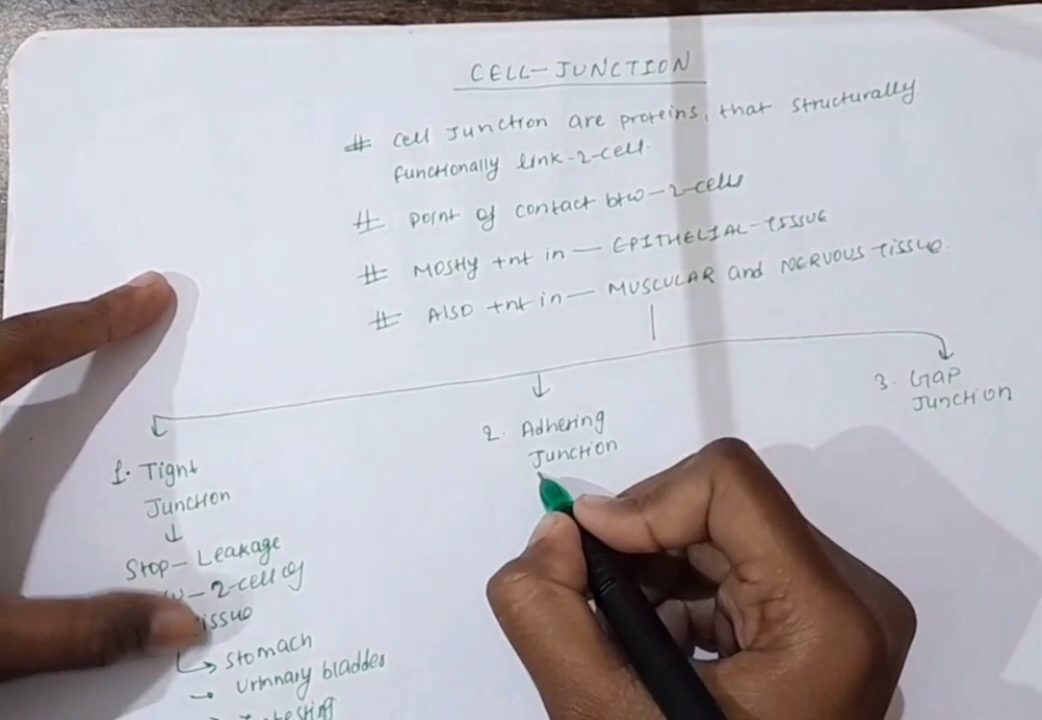 CELL-JUNCTION
# Cell Junction are proteins, that structurally
functionally link-2-cell.
# point of contact btw-2-cells
# Mostly +nt in — EPITHELIAL-TISSUE
# Also +nt in — MUSCULAR and NERVOUS Tissue.
1. Tight
Junction
2. Adhering
Junction
3. Gap
Junction
↓
Stop-Leakage
-2-cell of
tissue
→ stomach
→ urinnary bladder